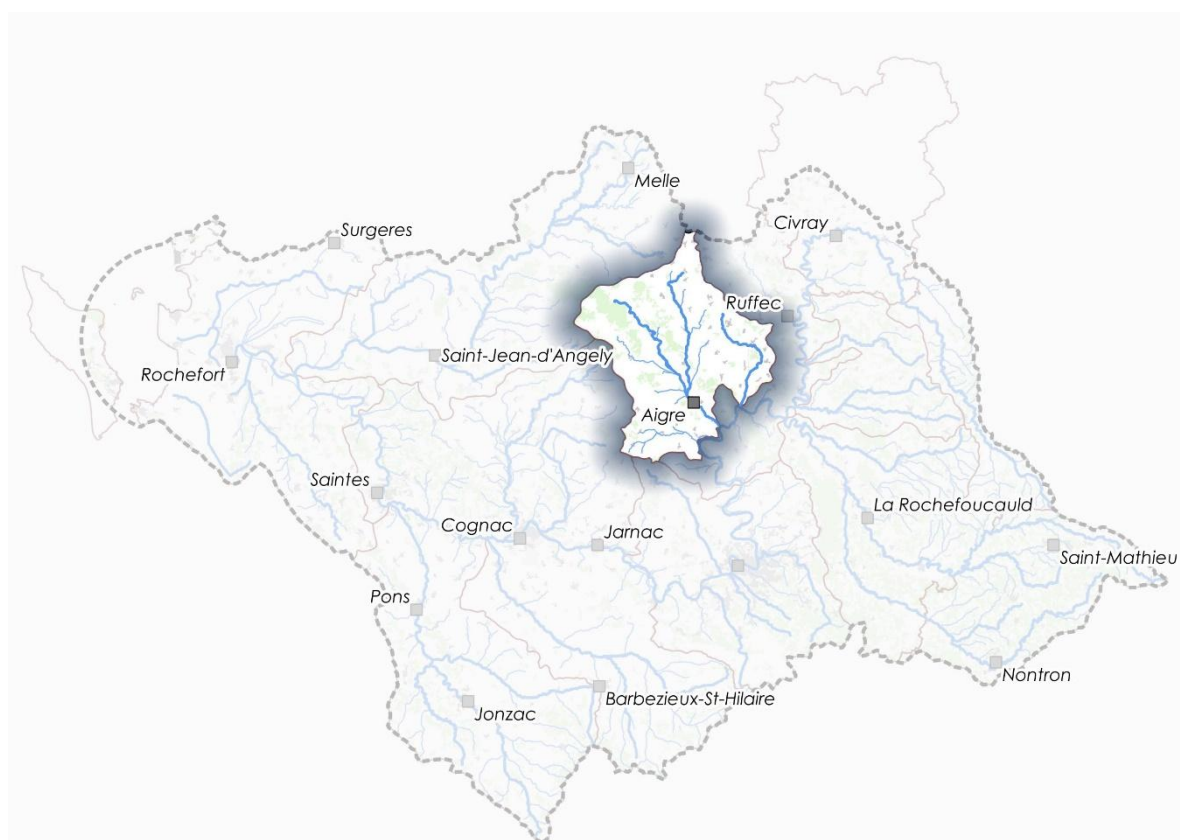 Melle
Surgeres
Civray
Ruffec
Saint-Jean-d'Angely
Rochefort
Aigre
Saintes
La Rochefoucauld
Cognac
Jarnac
Saint-Mathieu
Pons
Nontron
Barbezieux-St-Hilaire
Jonzac